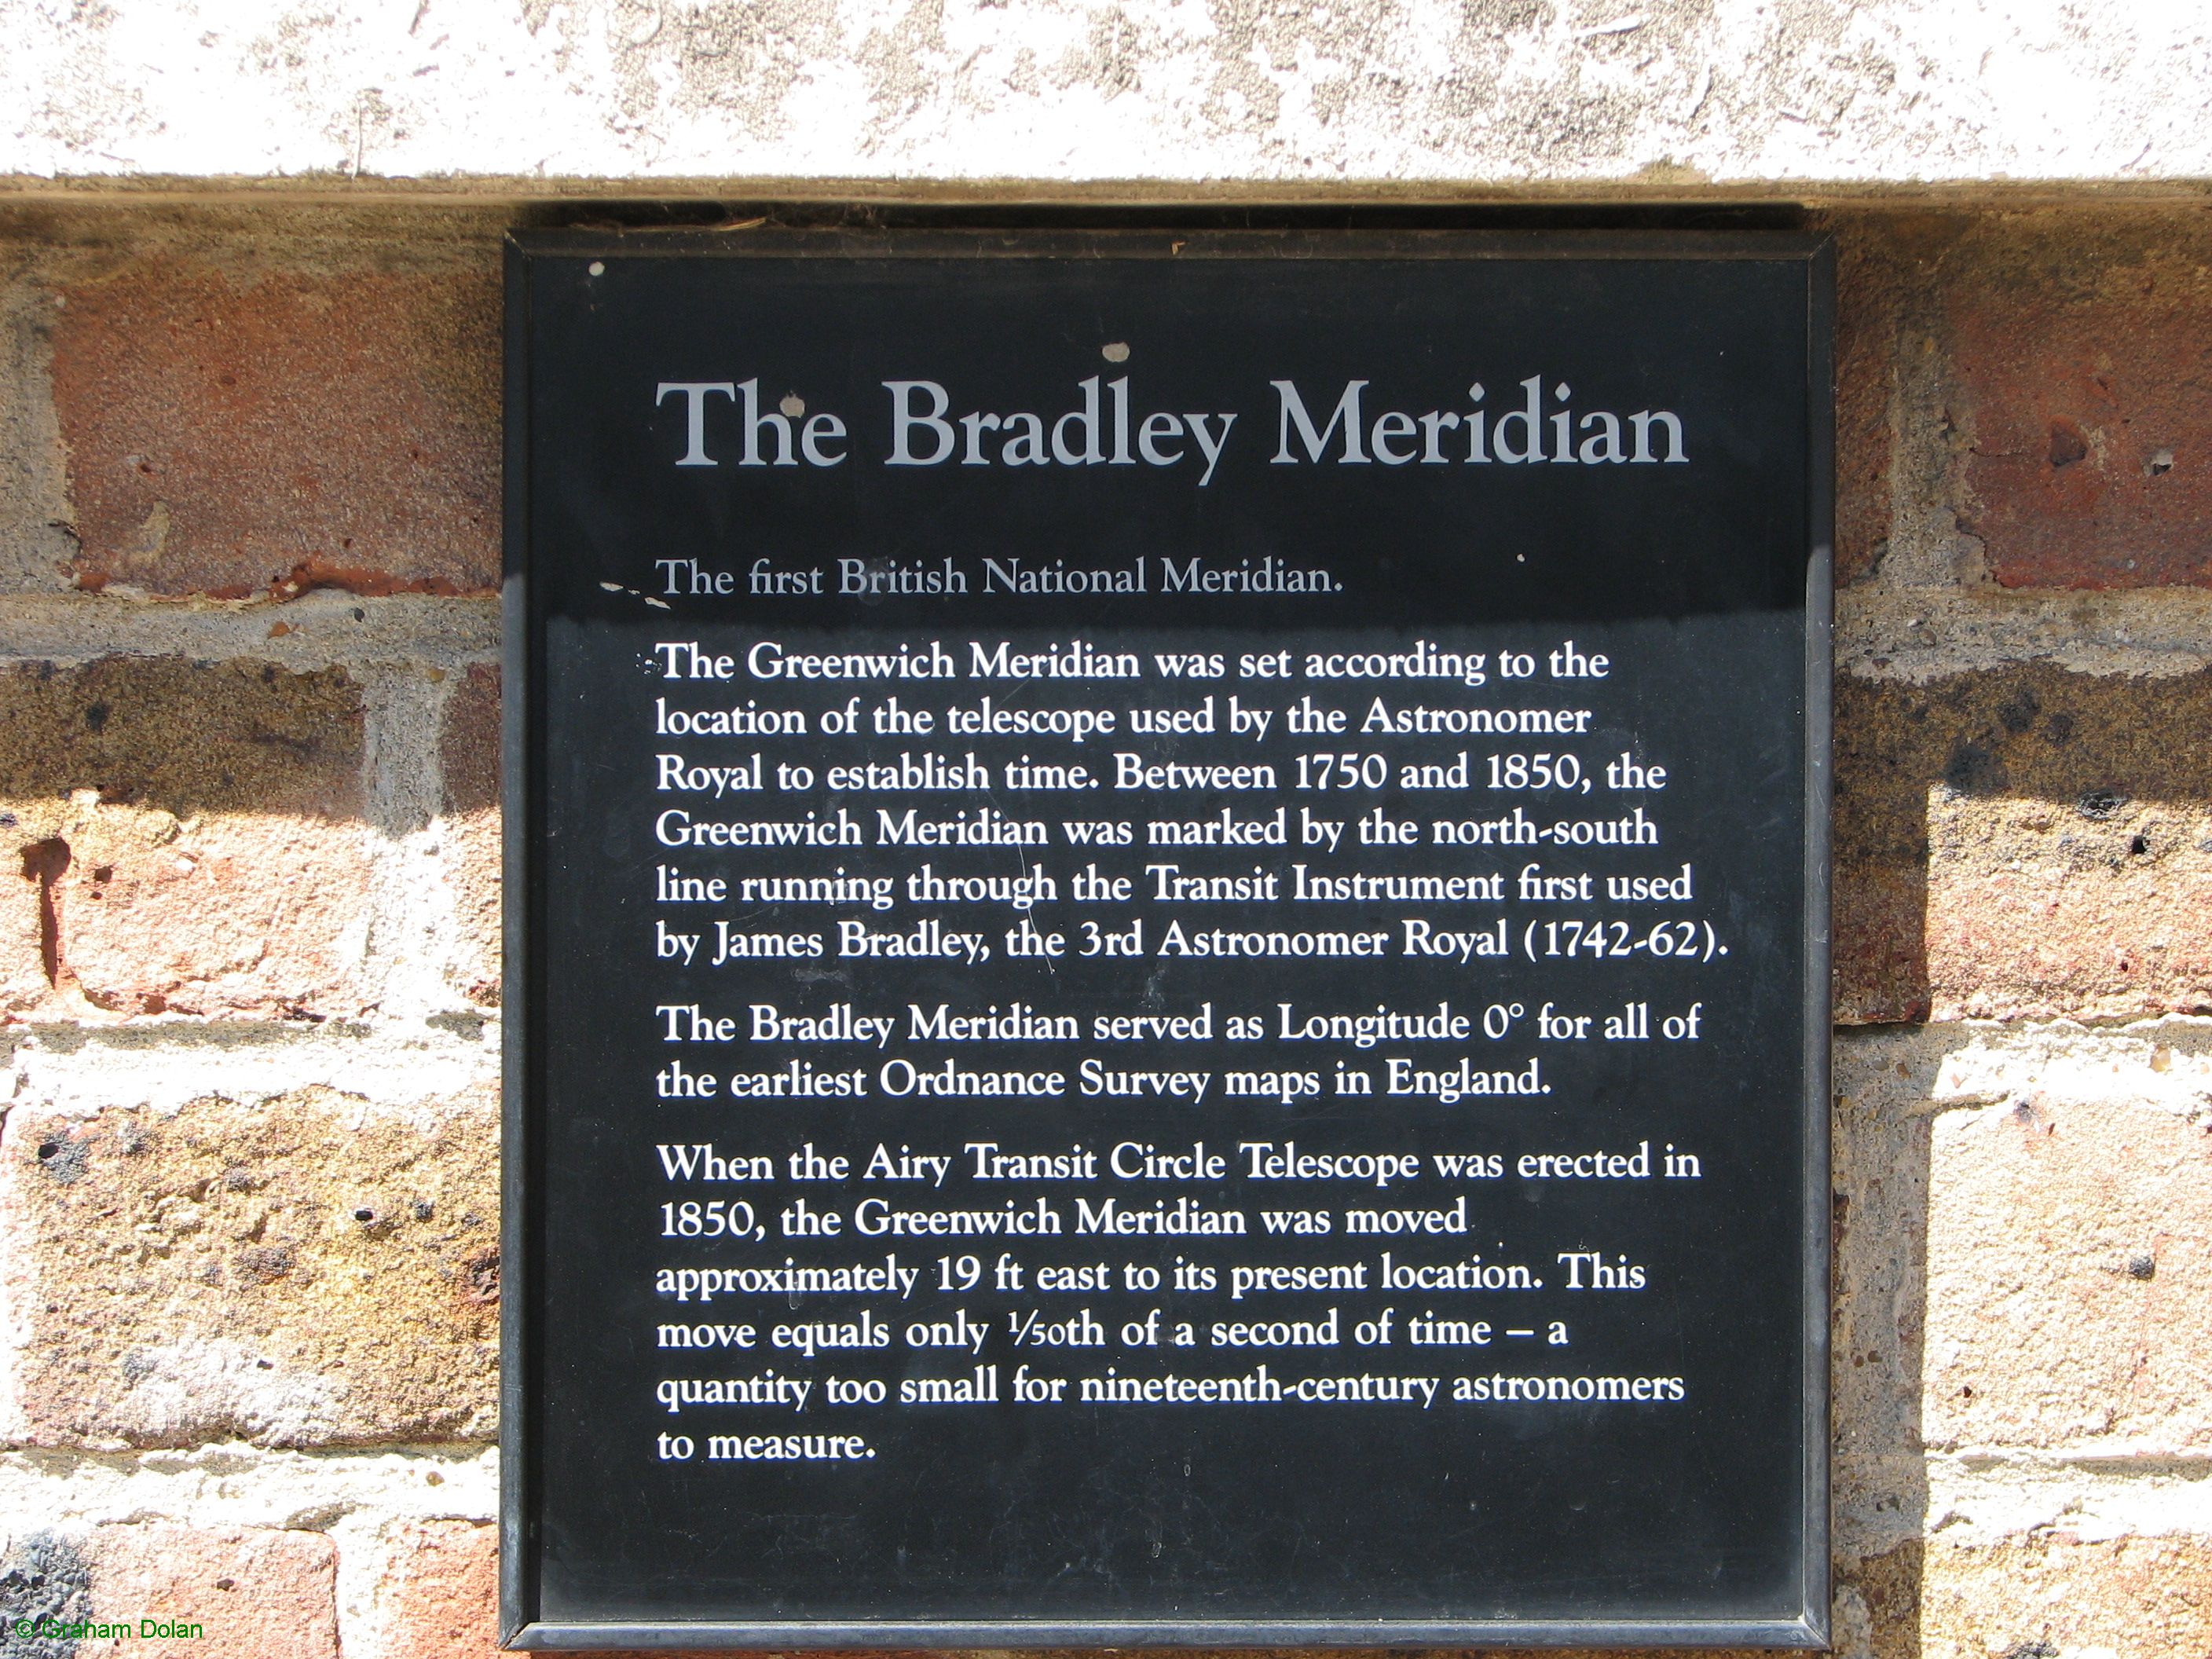 The Bradley Meridian
The first British National Meridian.
The Greenwich Meridian was set according to the
location of the telescope used by the Astronomer
Royal to establish time. Between 1750 and 1850, the
Greenwich Meridian was marked by the north-south
line running through the Transit Instrument first used
by James Bradley, the 3rd Astronomer Royal (1742-62).
The Bradley Meridian served as Longitude 0° for all of
the earliest Ordnance Survey maps in England.
When the Airy Transit Circle Telescope was erected in
1850, the Greenwich Meridian was moved
approximately 19 ft east to its present location. This
move equals only 1/50th of a second of time – a
quantity too small for nineteenth-century astronomers
to measure.
© Graham Dolan